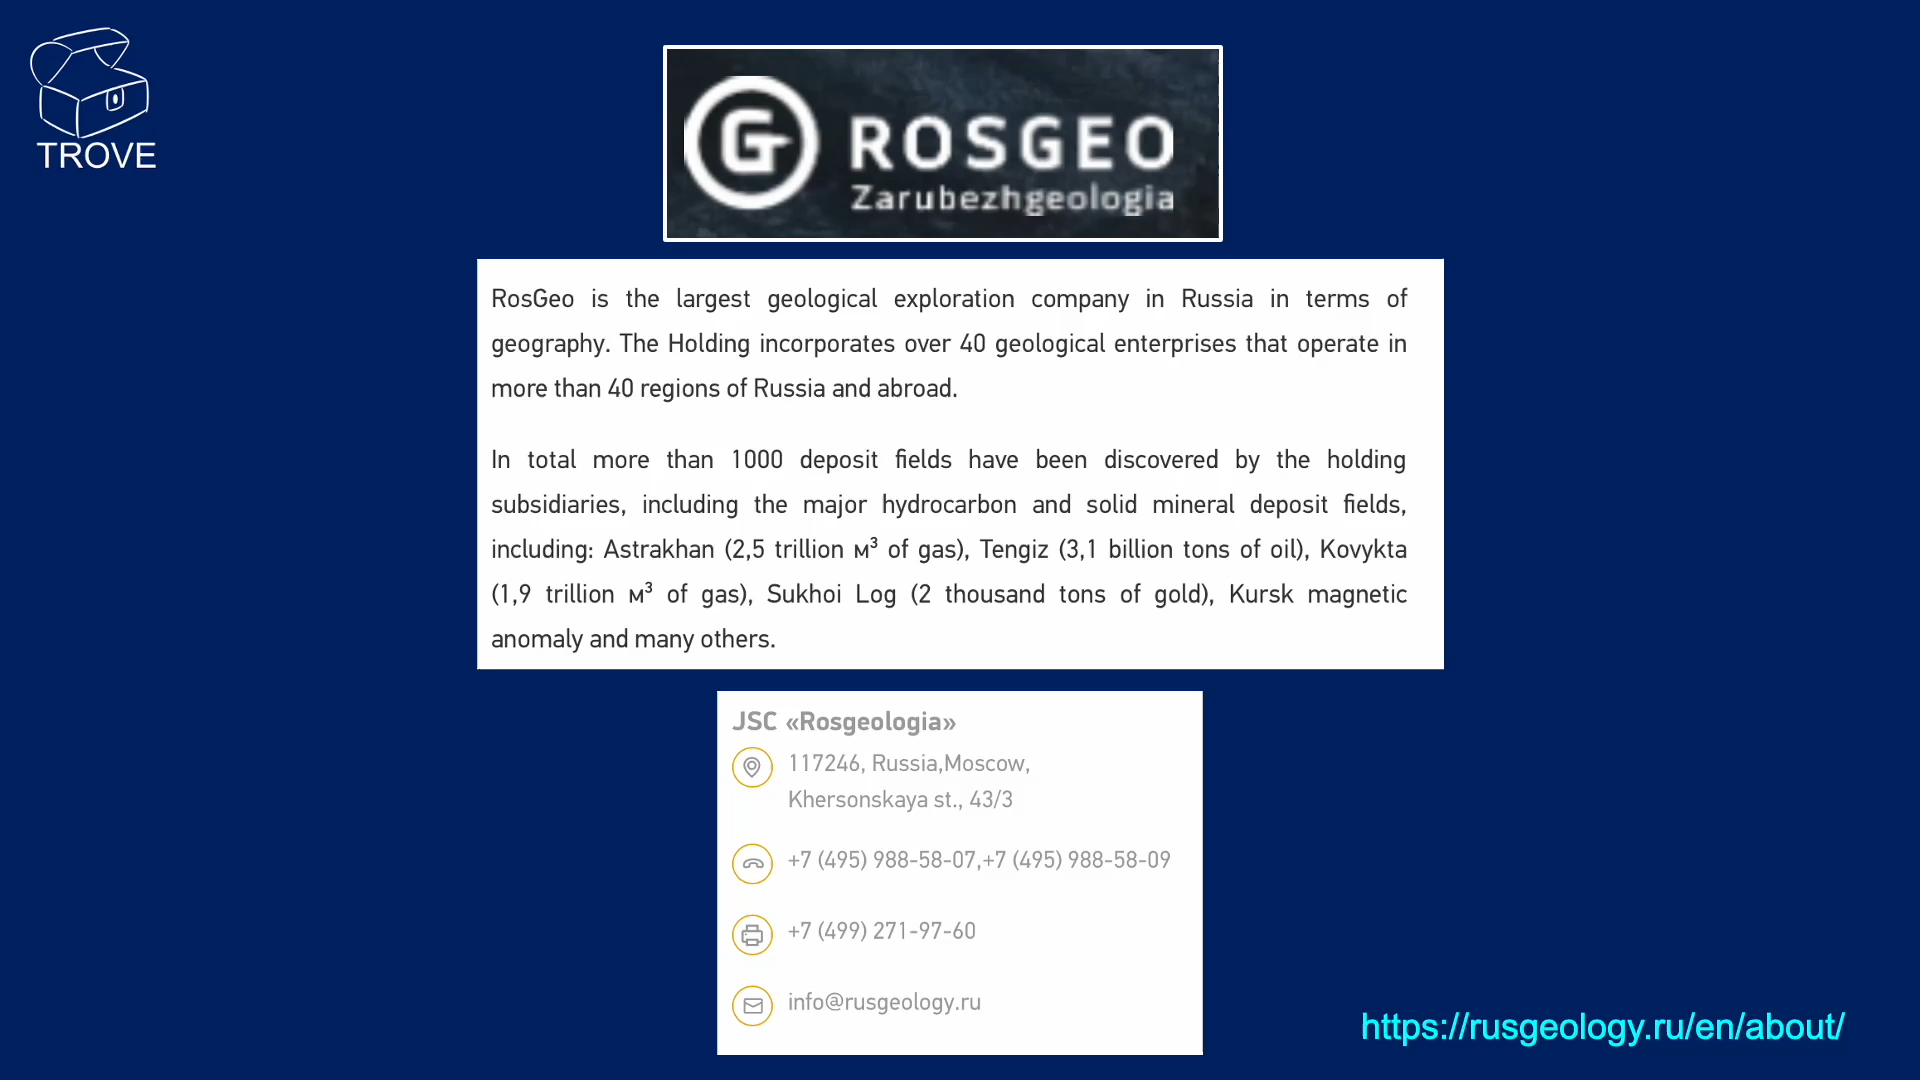 TROVE
ROSGEO
Zarubezhgeologia
RosGeo is the largest geological exploration company in Russia in terms of
geography. The Holding incorporates over 40 geological enterprises that operate in
more than 40 regions of Russia and abroad.
In total more than 1000 deposit fields have been discovered by the holding
subsidiaries, including the major hydrocarbon and solid mineral deposit fields,
including: Astrakhan (2,5 trillion м³ of gas), Tengiz (3,1 billion tons of oil), Kovykta
(1,9 trillion м³ of gas), Sukhoi Log (2 thousand tons of gold), Kursk magnetic
anomaly and many others.
JSC «Rosgeologia»
117246, Russia,Moscow,
Khersonskaya st., 43/3
+7 (495) 988-58-07,+7 (495) 988-58-09
+7 (499) 271-97-60
info@rusgeology.ru
https://rusgeology.ru/en/about/